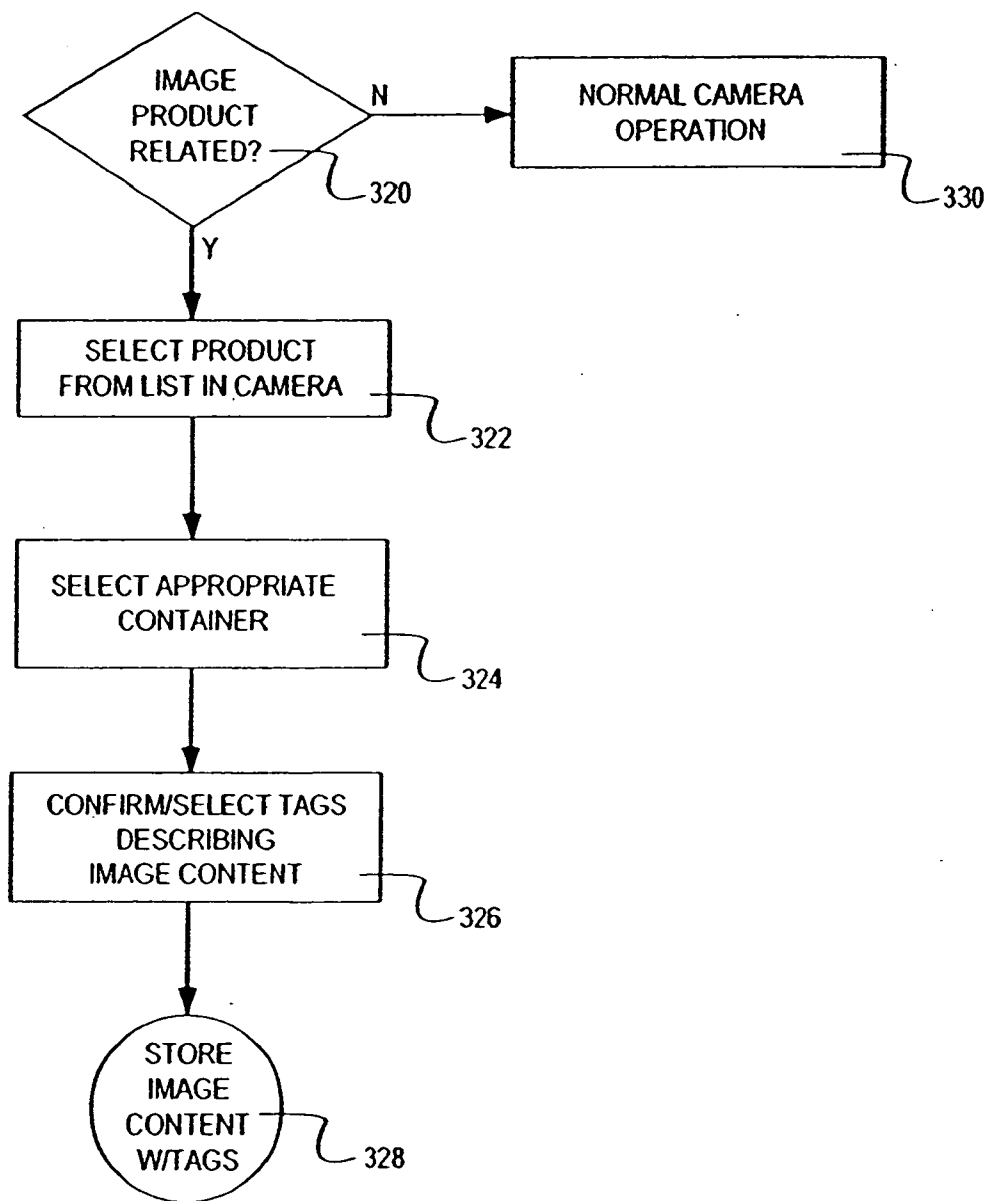 IMAGE
PRODUCT
RELATED?
320
N
NORMAL CAMERA
OPERATION
330
Y
SELECT PRODUCT
FROM LIST IN CAMERA
322
SELECT APPROPRIATE
CONTAINER
324
CONFIRM/SELECT TAGS
DESCRIBING
IMAGE CONTENT
326
STORE
IMAGE
CONTENT
W/TAGS
328